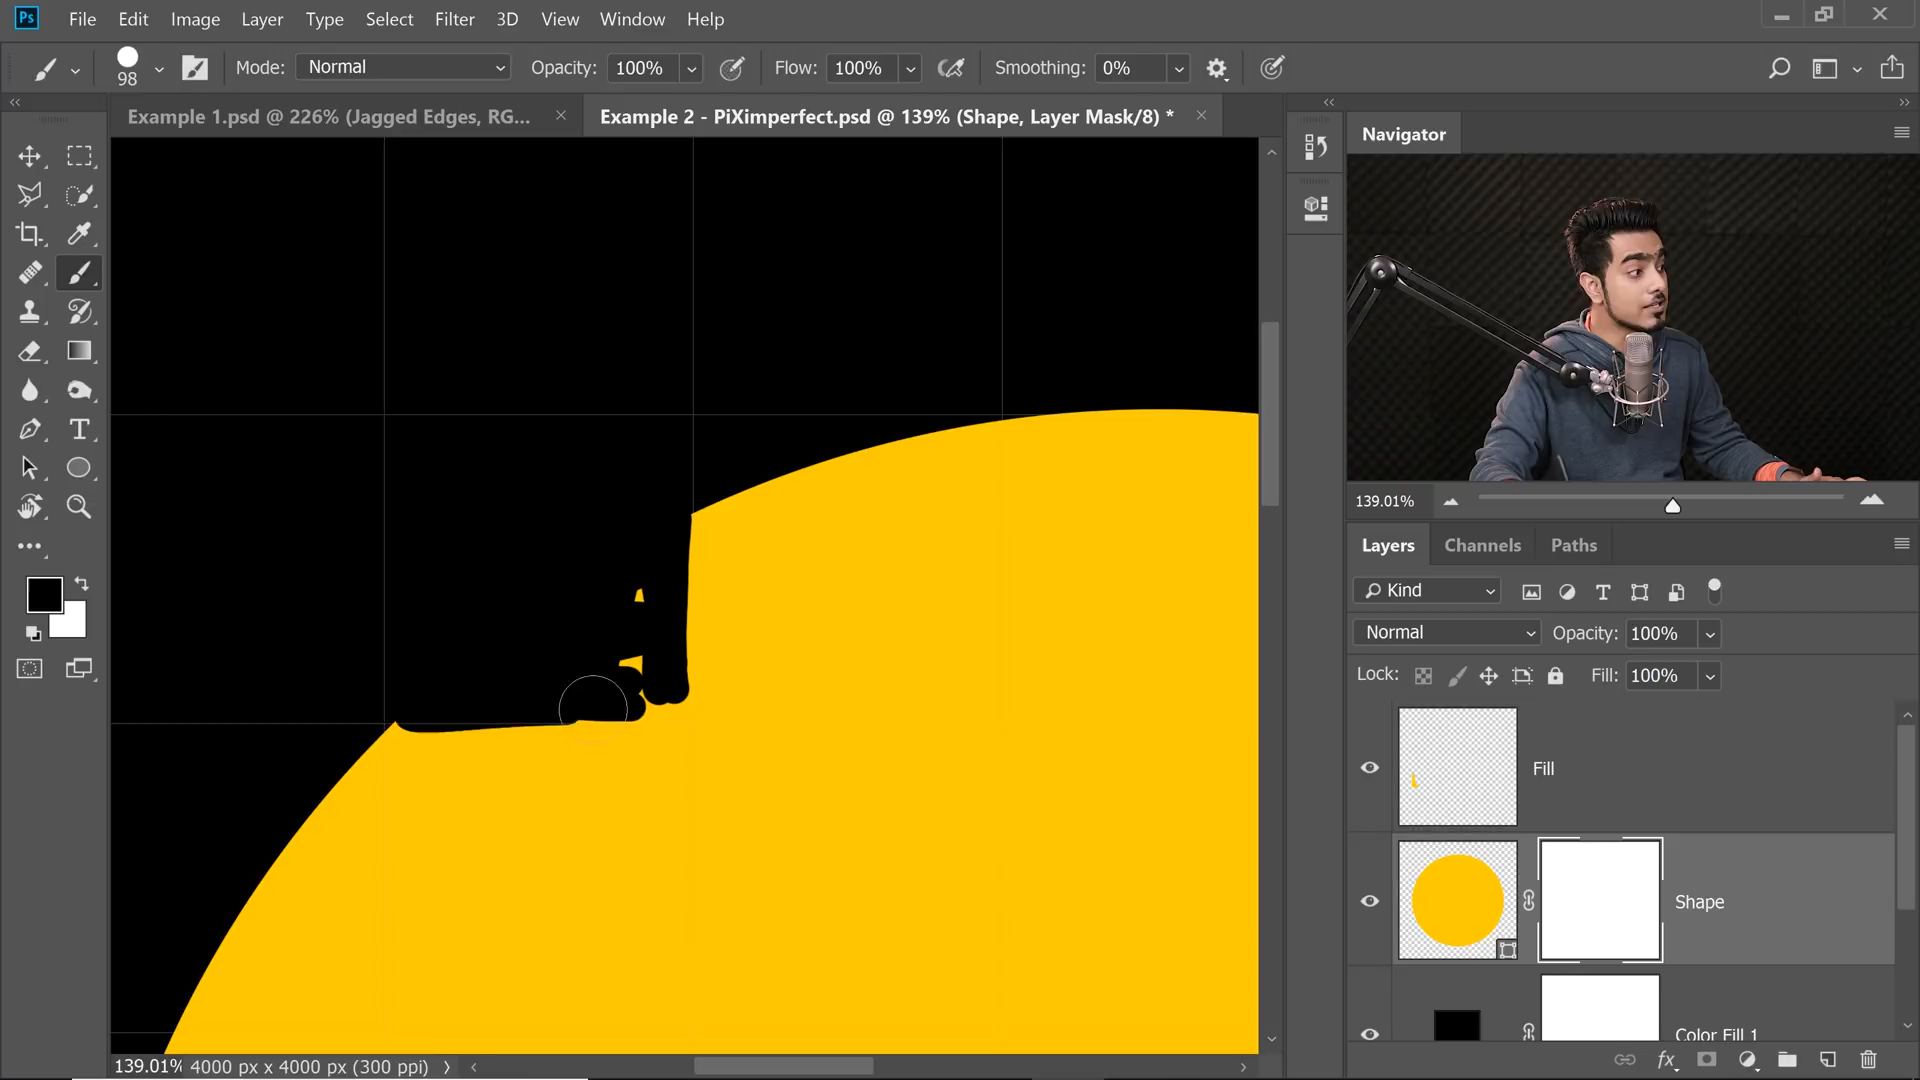 Ps File Edit Image Layer Type Select Filter 3D View Window Help
98 Mode: Normal Opacity: 100% Flow: 100% Smoothing: 0%
Example 1.psd @ 226% (Jagged Edges, RG... Example 2 - PiXimperfect.psd @ 139% (Shape, Layer Mask/8) *
Navigator
139.01%
Layers Channels Paths
Kind
Normal Opacity: 100%
Lock: Fill: 100%
Fill
Shape
Color Fill 1
139.01% 4000 px x 4000 px (300 ppi)